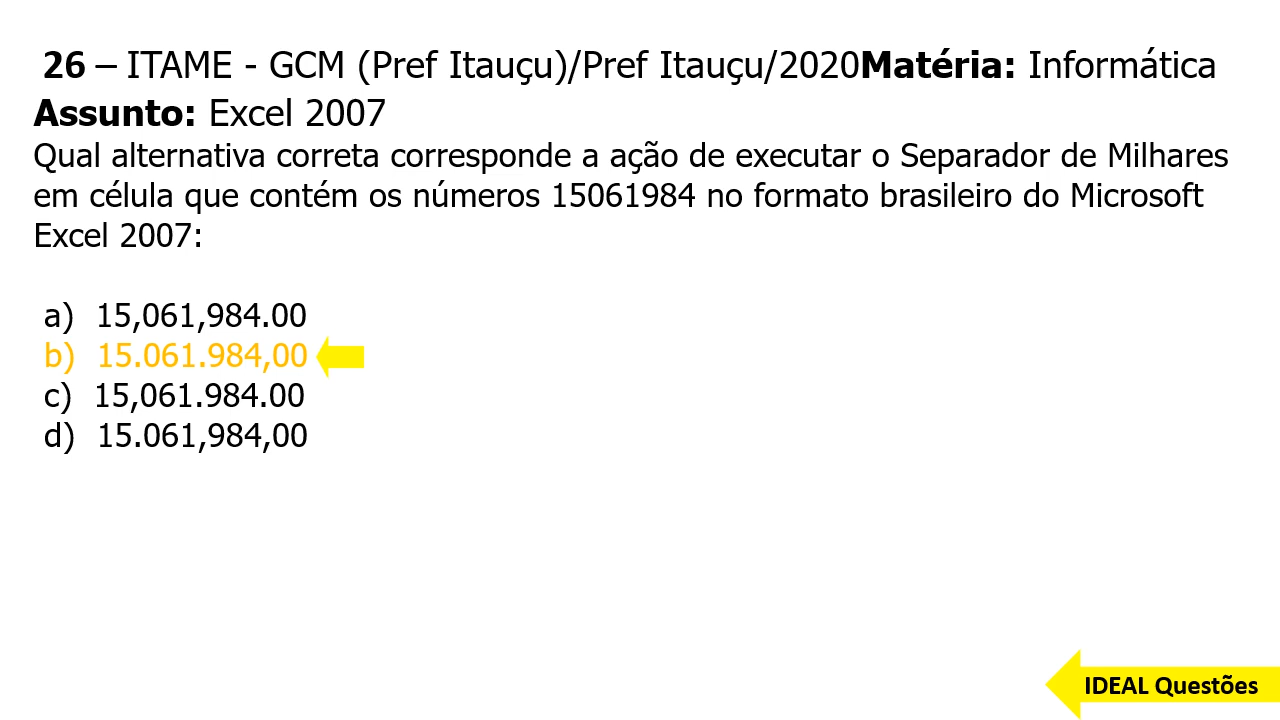 26 – ITAME - GCM (Pref Itauçu)/Pref Itauçu/2020Matéria: Informática
Assunto: Excel 2007
Qual alternativa correta corresponde a ação de executar o Separador de Milhares
em célula que contém os números 15061984 no formato brasileiro do Microsoft
Excel 2007:
a) 15,061,984.00
b) 15.061.984,00
c) 15,061.984.00
d) 15.061,984,00
IDEAL Questões